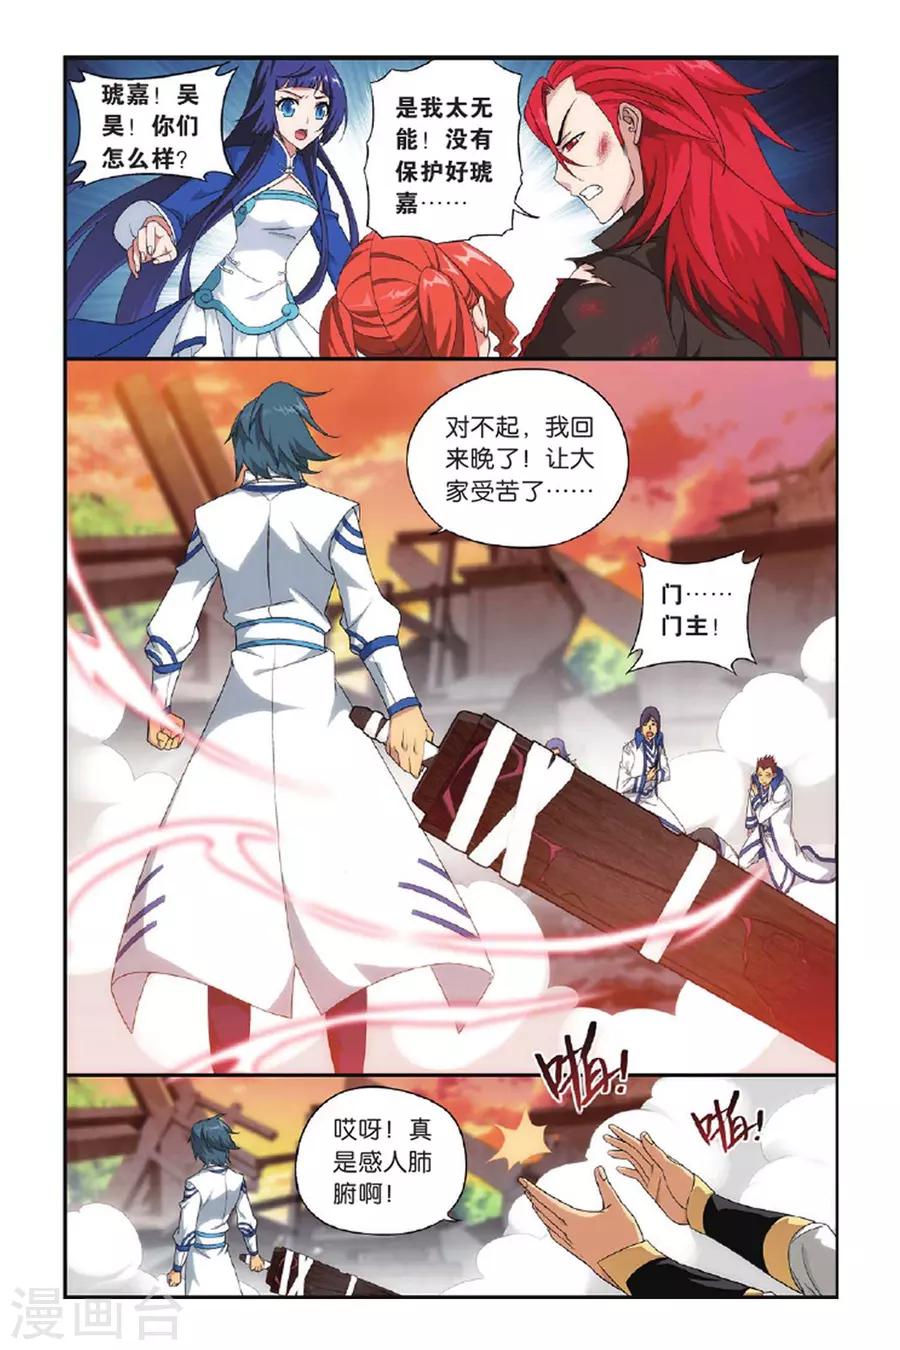 琥嘉！吴
昊！你们
怎么样？
是我太无
能！没有
保护好琥
嘉……
对不起，我回
来晚了！让大
家受苦了……
门……
门主！
啪！
啪！
哎呀！真
是感人肺
腑啊！
漫画台